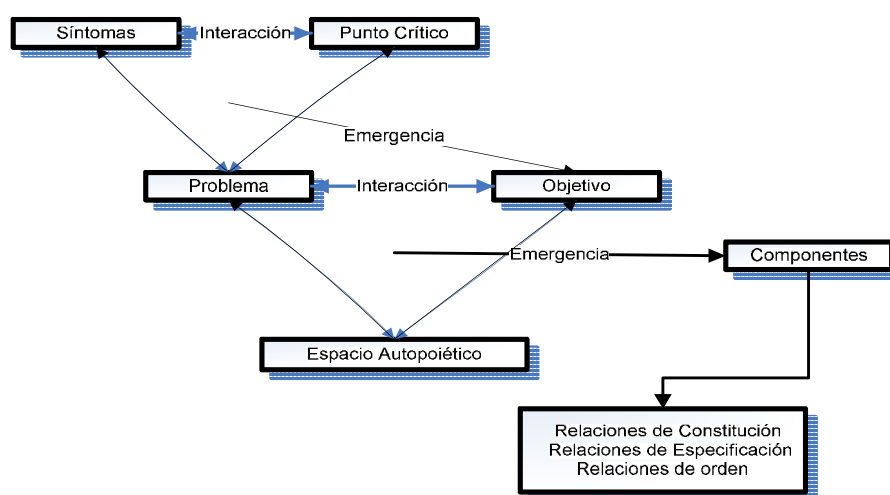 Síntomas
Interacción
Punto Crítico
Emergencia
Problema
Interacción
Objetivo
Emergencia
Componentes
Espacio Autopoiético
Relaciones de Constitución
Relaciones de Especificación
Relaciones de orden